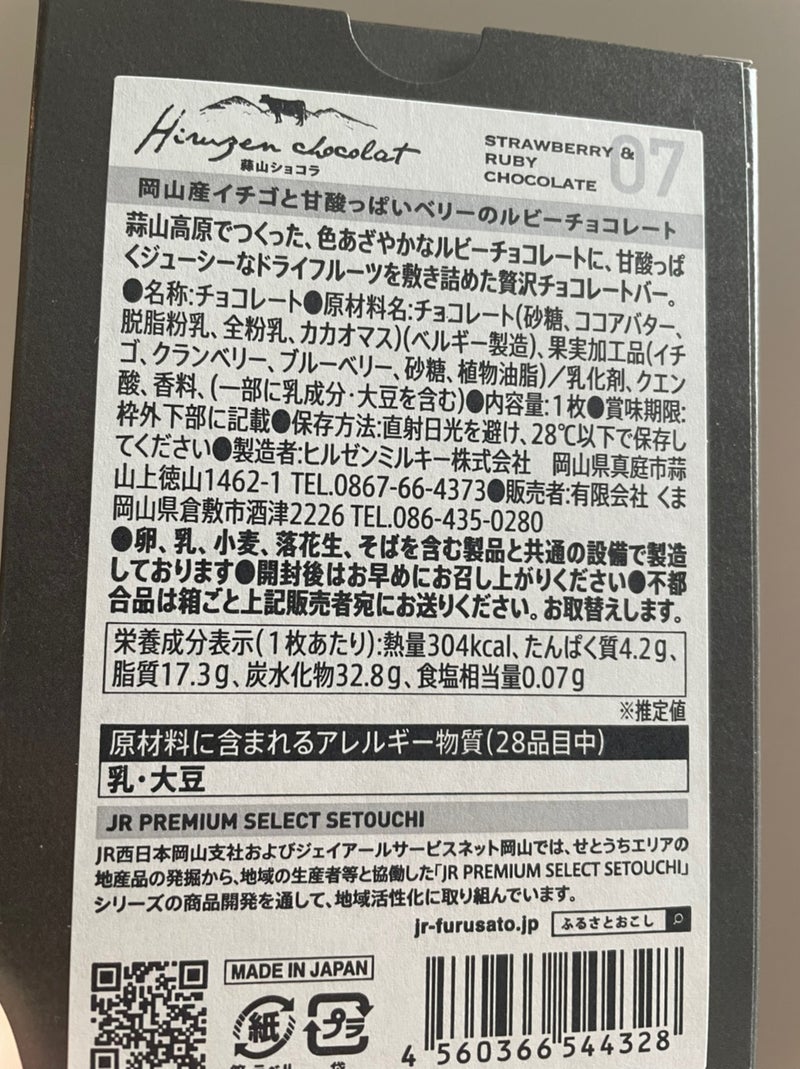 Hiruzen chocolat
蒜山ショコラ
STRAWBERRY &
RUBY
CHOCOLATE
07
岡山産イチゴと甘酸っぱいベリーのルビーチョコレート
蒜山高原でつくった、色あざやかなルビーチョコレートに、甘酸っぱ
くジューシーなドライフルーツを敷き詰めた贅沢チョコレートバー。
●名称:チョコレート●原材料名:チョコレート(砂糖、ココアバター、
脱脂粉乳、全粉乳、カカオマス)(ベルギー製造)、果実加工品(イチ
ゴ、クランベリー、ブルーベリー、砂糖、植物油脂)/乳化剤、クエン
酸、香料、(一部に乳成分・大豆を含む)●内容量:1枚●賞味期限:
枠外下部に記載●保存方法:直射日光を避け、28℃以下で保存し
てください●製造者:ヒルゼンミルキー株式会社 岡山県真庭市蒜
山上徳山1462-1 TEL.0867-66-4373●販売者:有限会社 くま
岡山県倉敷市酒津2226 TEL.086-435-0280
●卵、乳、小麦、落花生、そばを含む製品と共通の設備で製造
しております●開封後はお早めにお召し上がりください●不都
合品は箱ごと上記販売者宛にお送りください。お取替えします。
栄養成分表示(1枚あたり):熱量304kcal、たんぱく質4.2g、
脂質17.3g、炭水化物32.8g、食塩相当量0.07g
※推定値
原材料に含まれるアレルギー物質(28品目中)
乳・大豆
JR PREMIUM SELECT SETOUCHI
JR西日本岡山支社およびジェイアールサービスネット岡山では、せとうちエリアの
地産品の発掘から、地域の生産者等と協働した「JR PREMIUM SELECT SETOUCHI」
シリーズの商品開発を通して、地域活性化に取り組んでいます。
jr-furusato.jp ふるさとおこし
MADE IN JAPAN
紙 プラ
4 560366 544328